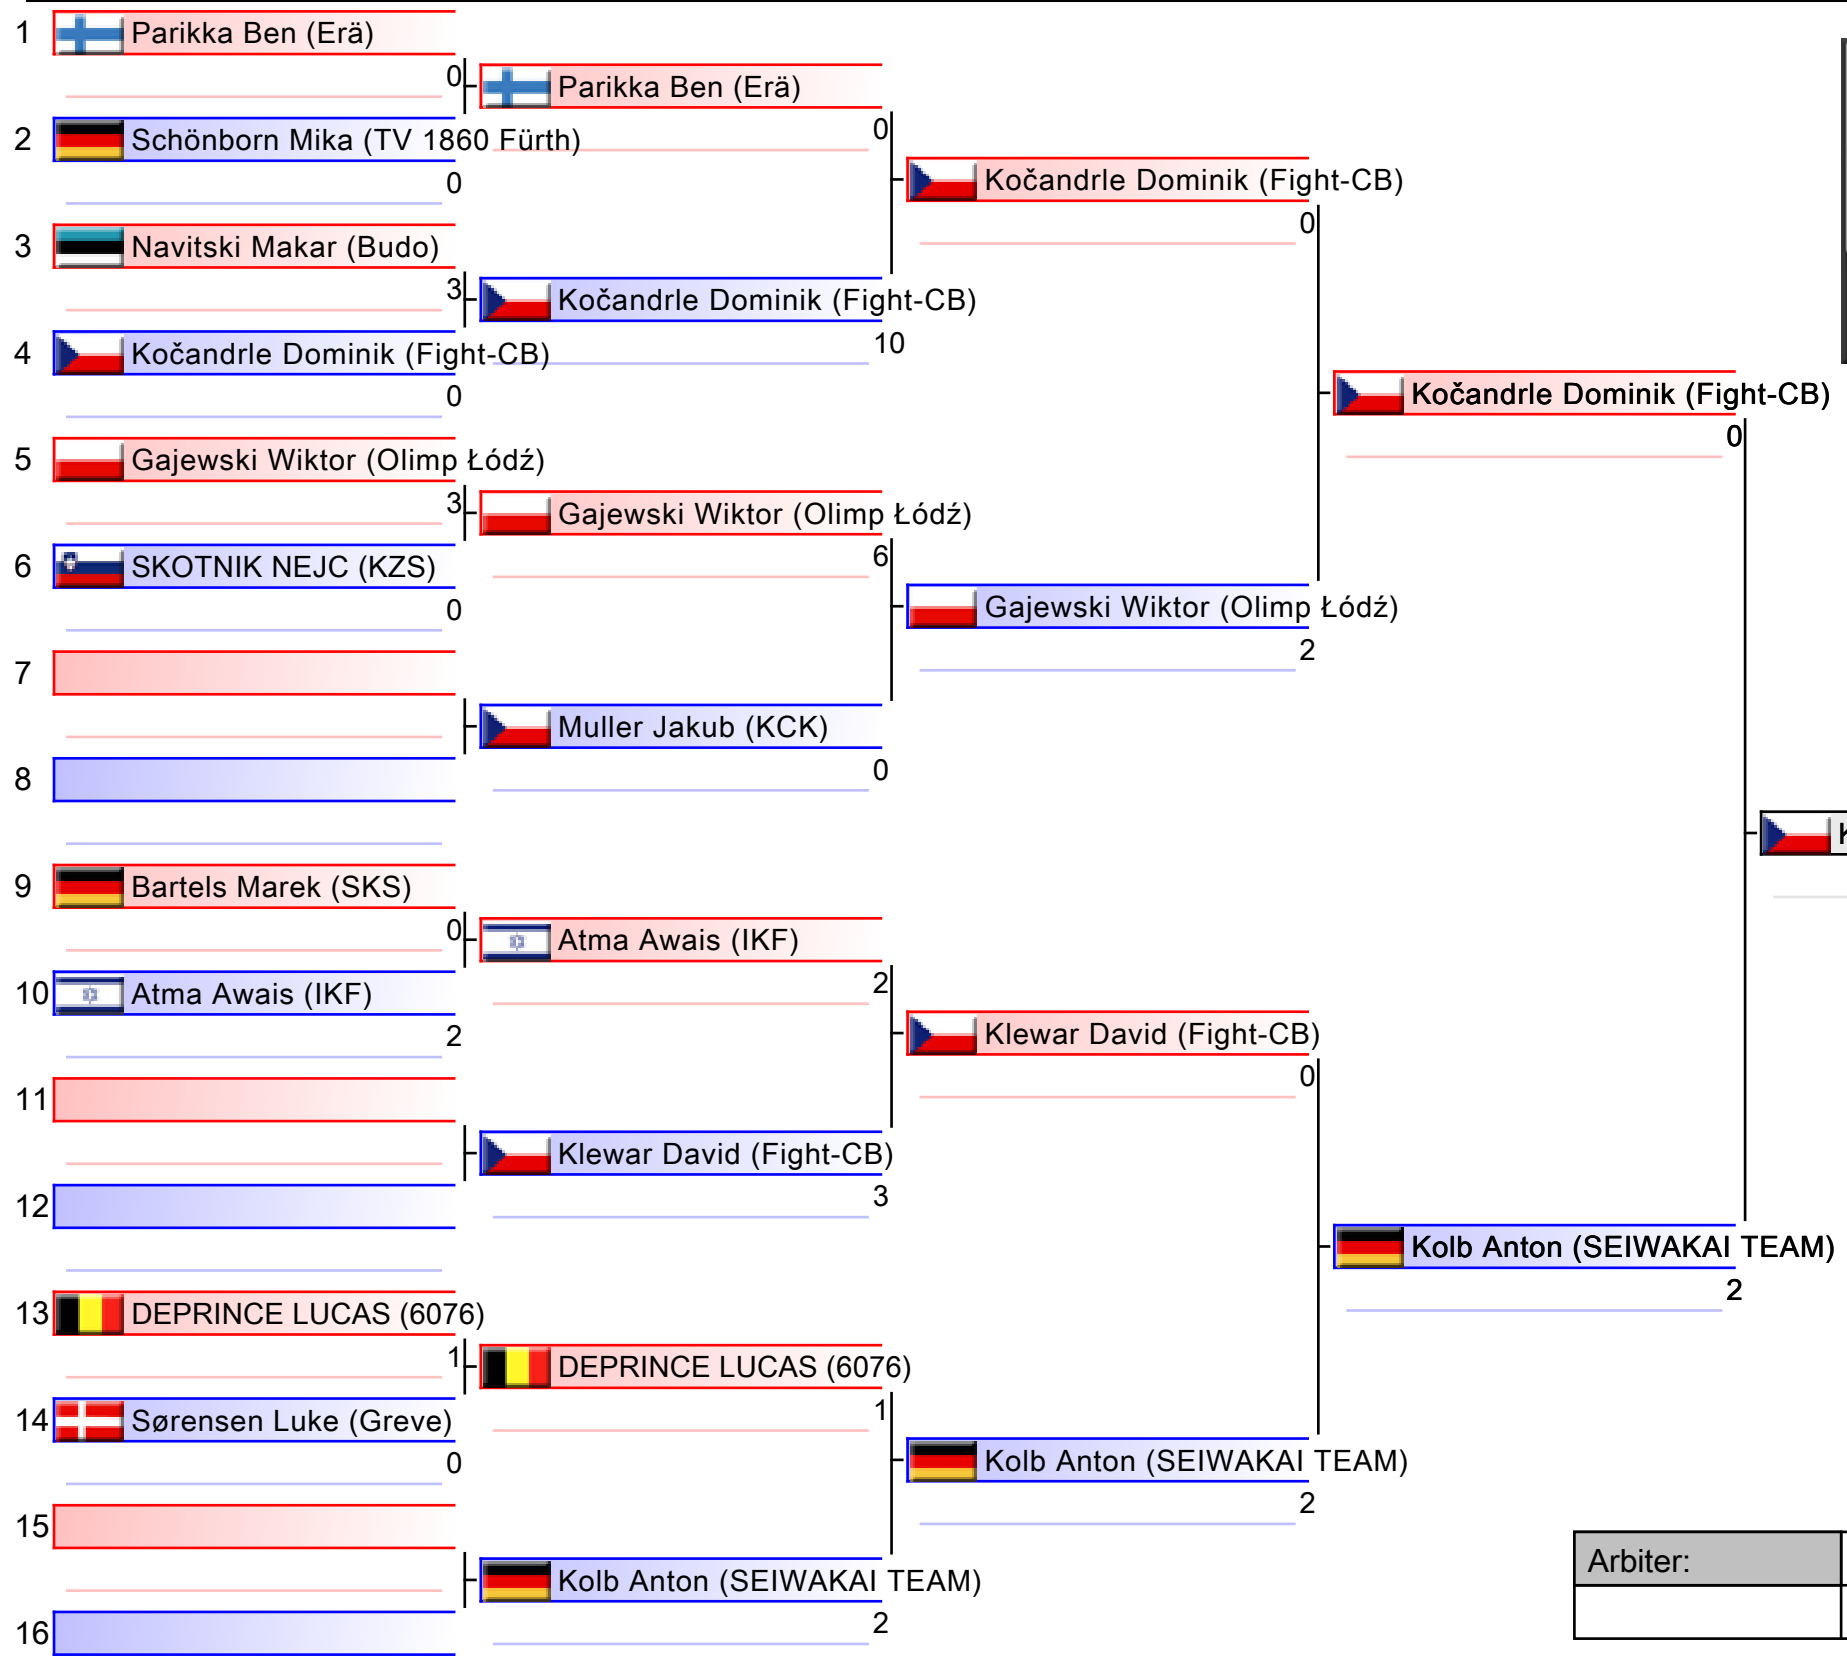 1 Parikka Ben (Erä)
0 Parikka Ben (Erä)
0
2 Schönborn Mika (TV 1860 Fürth)
0
Kočandrle Dominik (Fight-CB)
0
3 Navitski Makar (Budo)
3 Kočandrle Dominik (Fight-CB)
10
4 Kočandrle Dominik (Fight-CB)
0
Kočandrle Dominik (Fight-CB)
0
5 Gajewski Wiktor (Olimp Łódź)
3 Gajewski Wiktor (Olimp Łódź)
6
6 SKOTNIK NEJC (KZS)
0
Gajewski Wiktor (Olimp Łódź)
2
7
Muller Jakub (KCK)
0
8
K
9 Bartels Marek (SKS)
0 Atma Awais (IKF)
2
10 Atma Awais (IKF)
2
Klewar David (Fight-CB)
0
11
Klewar David (Fight-CB)
3
12
Kolb Anton (SEIWAKAI TEAM)
2
13 DEPRINCE LUCAS (6076)
1 DEPRINCE LUCAS (6076)
1
14 Sørensen Luke (Greve)
0
Kolb Anton (SEIWAKAI TEAM)
2
15
Kolb Anton (SEIWAKAI TEAM)
2
16
Arbiter: